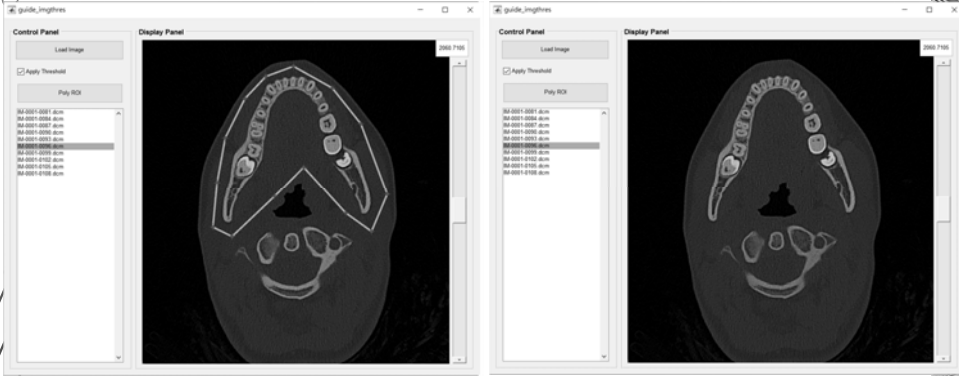 guide_imgthres
Control Panel
Display Panel
Load Image
2060.7105
Apply Threshold
Poly ROI
IM-0001-0081.dcm
IM-0001-0084.dcm
IM-0001-0087.dcm
IM-0001-0090.dcm
IM-0001-0093.dcm
IM-0001-0096.dcm
IM-0001-0099.dcm
IM-0001-0102.dcm
IM-0001-0105.dcm
IM-0001-0108.dcm
guide_imgthres
Control Panel
Display Panel
Load Image
2060.7105
Apply Threshold
Poly ROI
IM-0001-0081.dcm
IM-0001-0084.dcm
IM-0001-0087.dcm
IM-0001-0090.dcm
IM-0001-0093.dcm
IM-0001-0096.dcm
IM-0001-0099.dcm
IM-0001-0102.dcm
IM-0001-0105.dcm
IM-0001-0108.dcm